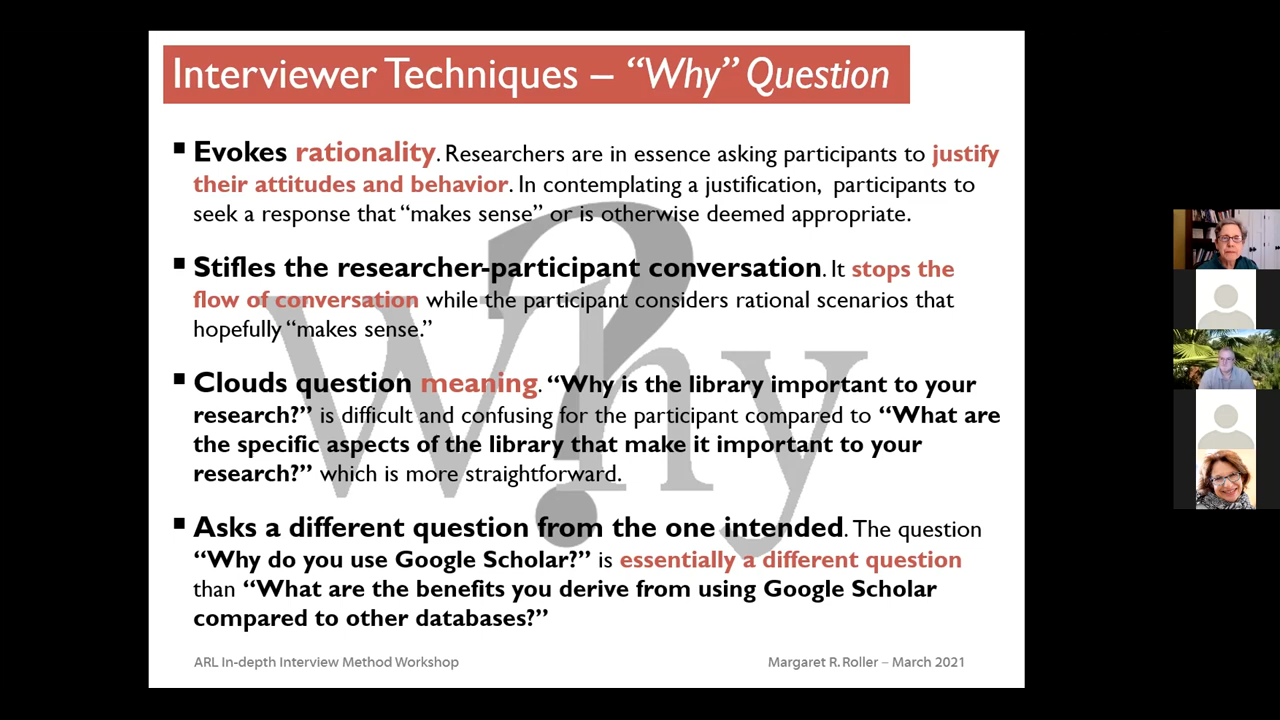 Interviewer Techniques – “Why” Question
▪ Evokes rationality. Researchers are in essence asking participants to justify
their attitudes and behavior. In contemplating a justification, participants to
seek a response that “makes sense” or is otherwise deemed appropriate.
▪ Stifles the researcher-participant conversation. It stops the
flow of conversation while the participant considers rational scenarios that
hopefully “makes sense.”
▪ Clouds question meaning. “Why is the library important to your
research?” is difficult and confusing for the participant compared to “What are
the specific aspects of the library that make it important to your
research?” which is more straightforward.
▪ Asks a different question from the one intended. The question
“Why do you use Google Scholar?” is essentially a different question
than “What are the benefits you derive from using Google Scholar
compared to other databases?”
Why?
ARL In-depth Interview Method Workshop
Margaret R. Roller – March 2021